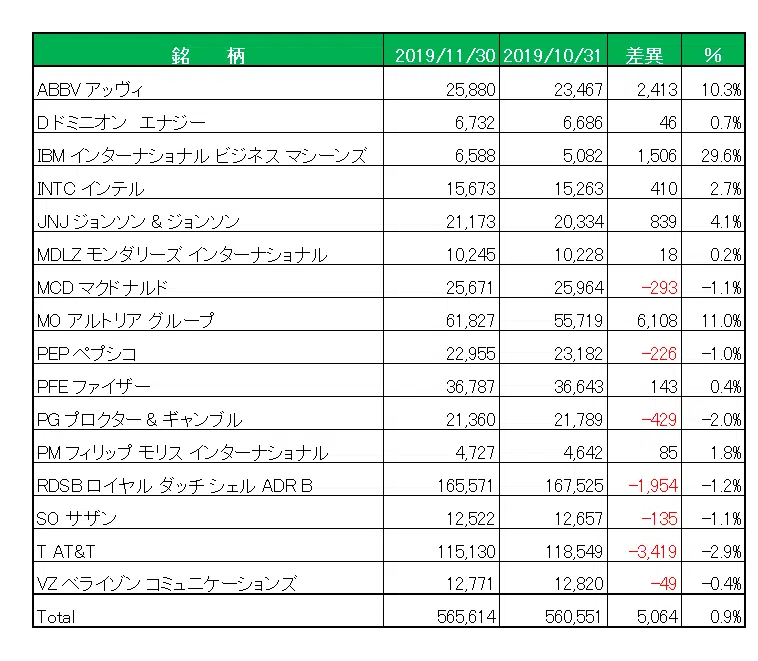 銘　柄 2019/11/30 2019/10/31 差異 %
ABBV アッヴィ 25,880 23,467 2,413 10.3%
D ドミニオン　エナジー 6,732 6,686 46 0.7%
IBM インターナショナル ビジネス マシーンズ 6,588 5,082 1,506 29.6%
INTC インテル 15,673 15,263 410 2.7%
JNJ ジョンソン & ジョンソン 21,173 20,334 839 4.1%
MDLZ モンダリーズ インターナショナル 10,245 10,228 18 0.2%
MCD マクドナルド 25,671 25,964 -293 -1.1%
MO アルトリア グループ 61,827 55,719 6,108 11.0%
PEP ペプシコ 22,955 23,182 -226 -1.0%
PFE ファイザー 36,787 36,643 143 0.4%
PG プロクター & ギャンブル 21,360 21,789 -429 -2.0%
PM フィリップ モリス インターナショナル 4,727 4,642 85 1.8%
RDSB ロイヤル ダッチ シェル ADR B 165,571 167,525 -1,954 -1.2%
SO サザン 12,522 12,657 -135 -1.1%
T AT&T 115,130 118,549 -3,419 -2.9%
VZ ベライゾン コミュニケーションズ 12,771 12,820 -49 -0.4%
Total 565,614 560,551 5,064 0.9%